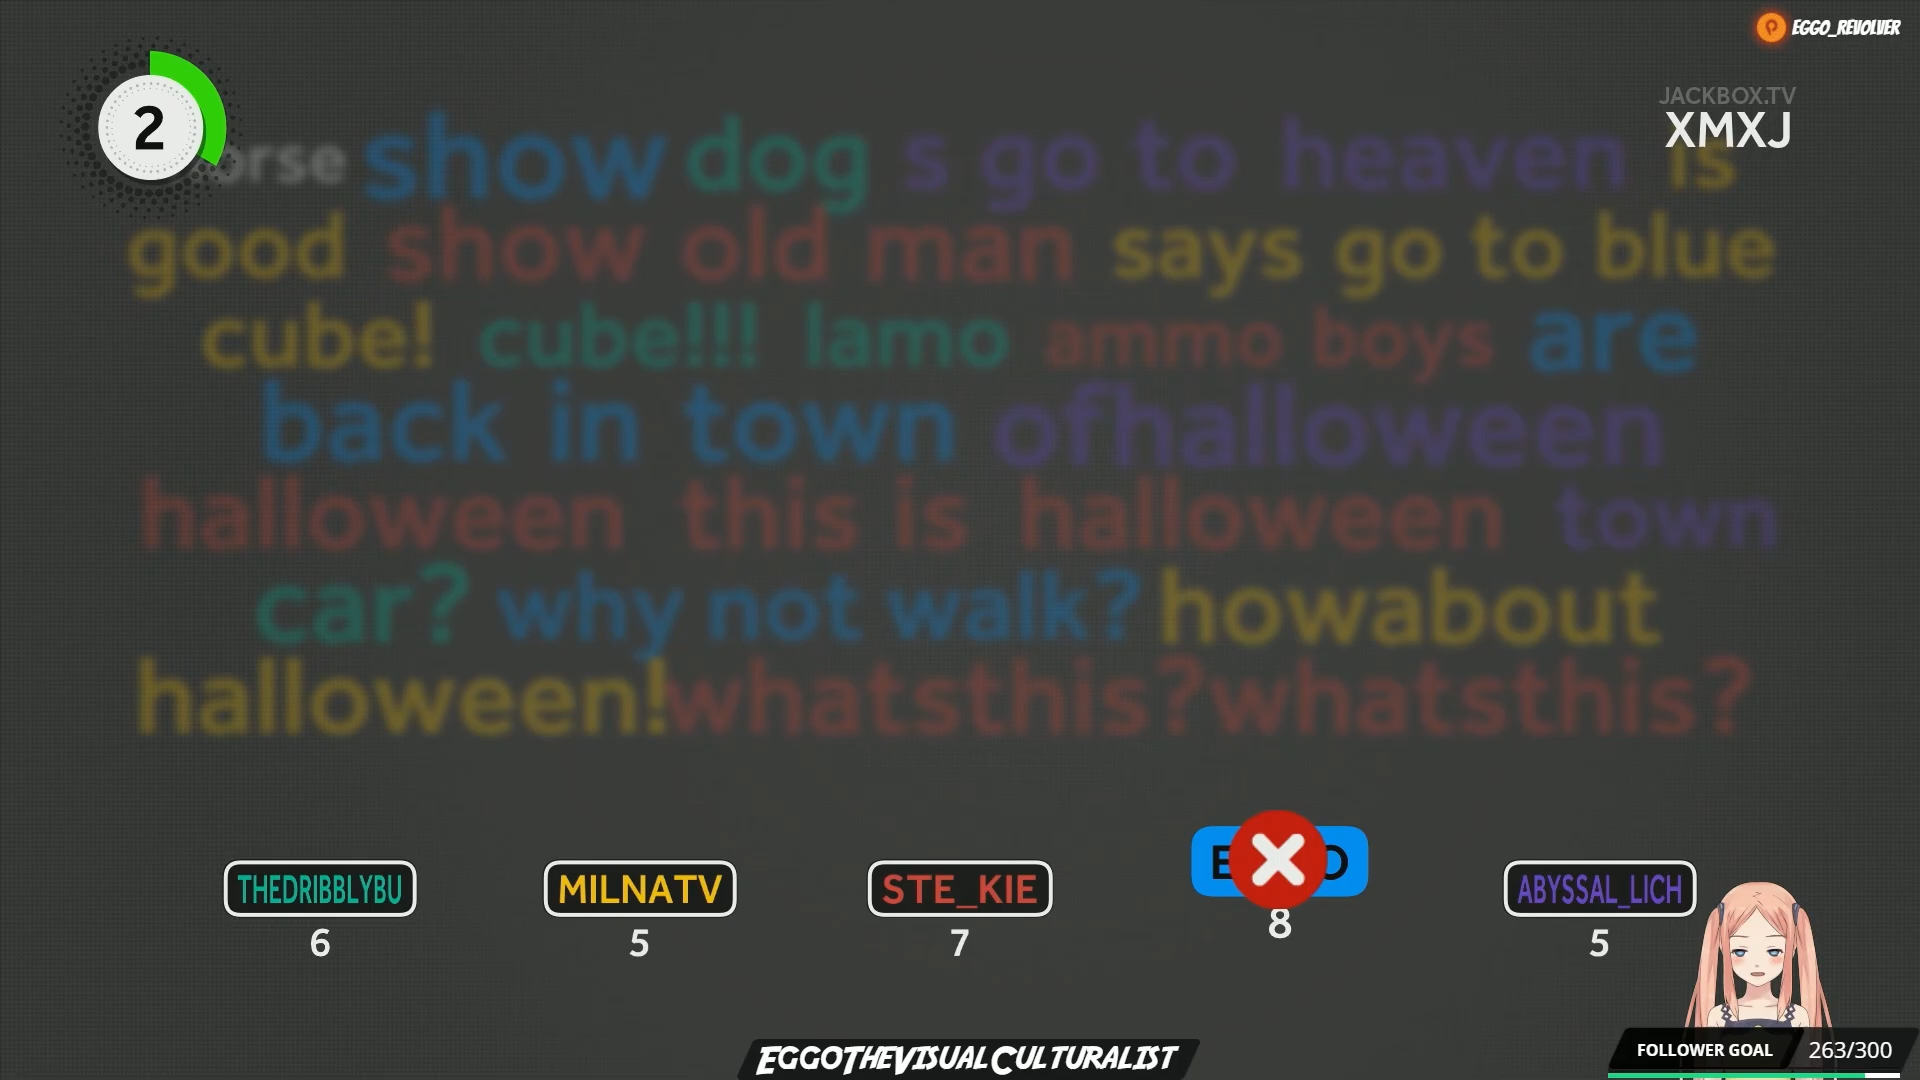 EGGO_REVOLVER
2
JACKBOX.TV
XMXJ
orse show dog s go to heaven is
good show old man says go to blue
cube! cube!!! lamo ammo boys are
back in town ofhalloween
halloween this is halloween town
car? why not walk? howabout
halloween!whatsthis?whatsthis?
THEDRIBBLYBU MILNATV STE_KIE ABYSSAL_LICH
6 5 7 8 5
EGGOTHEVISUALCULTURALIST
FOLLOWER GOAL 263/300